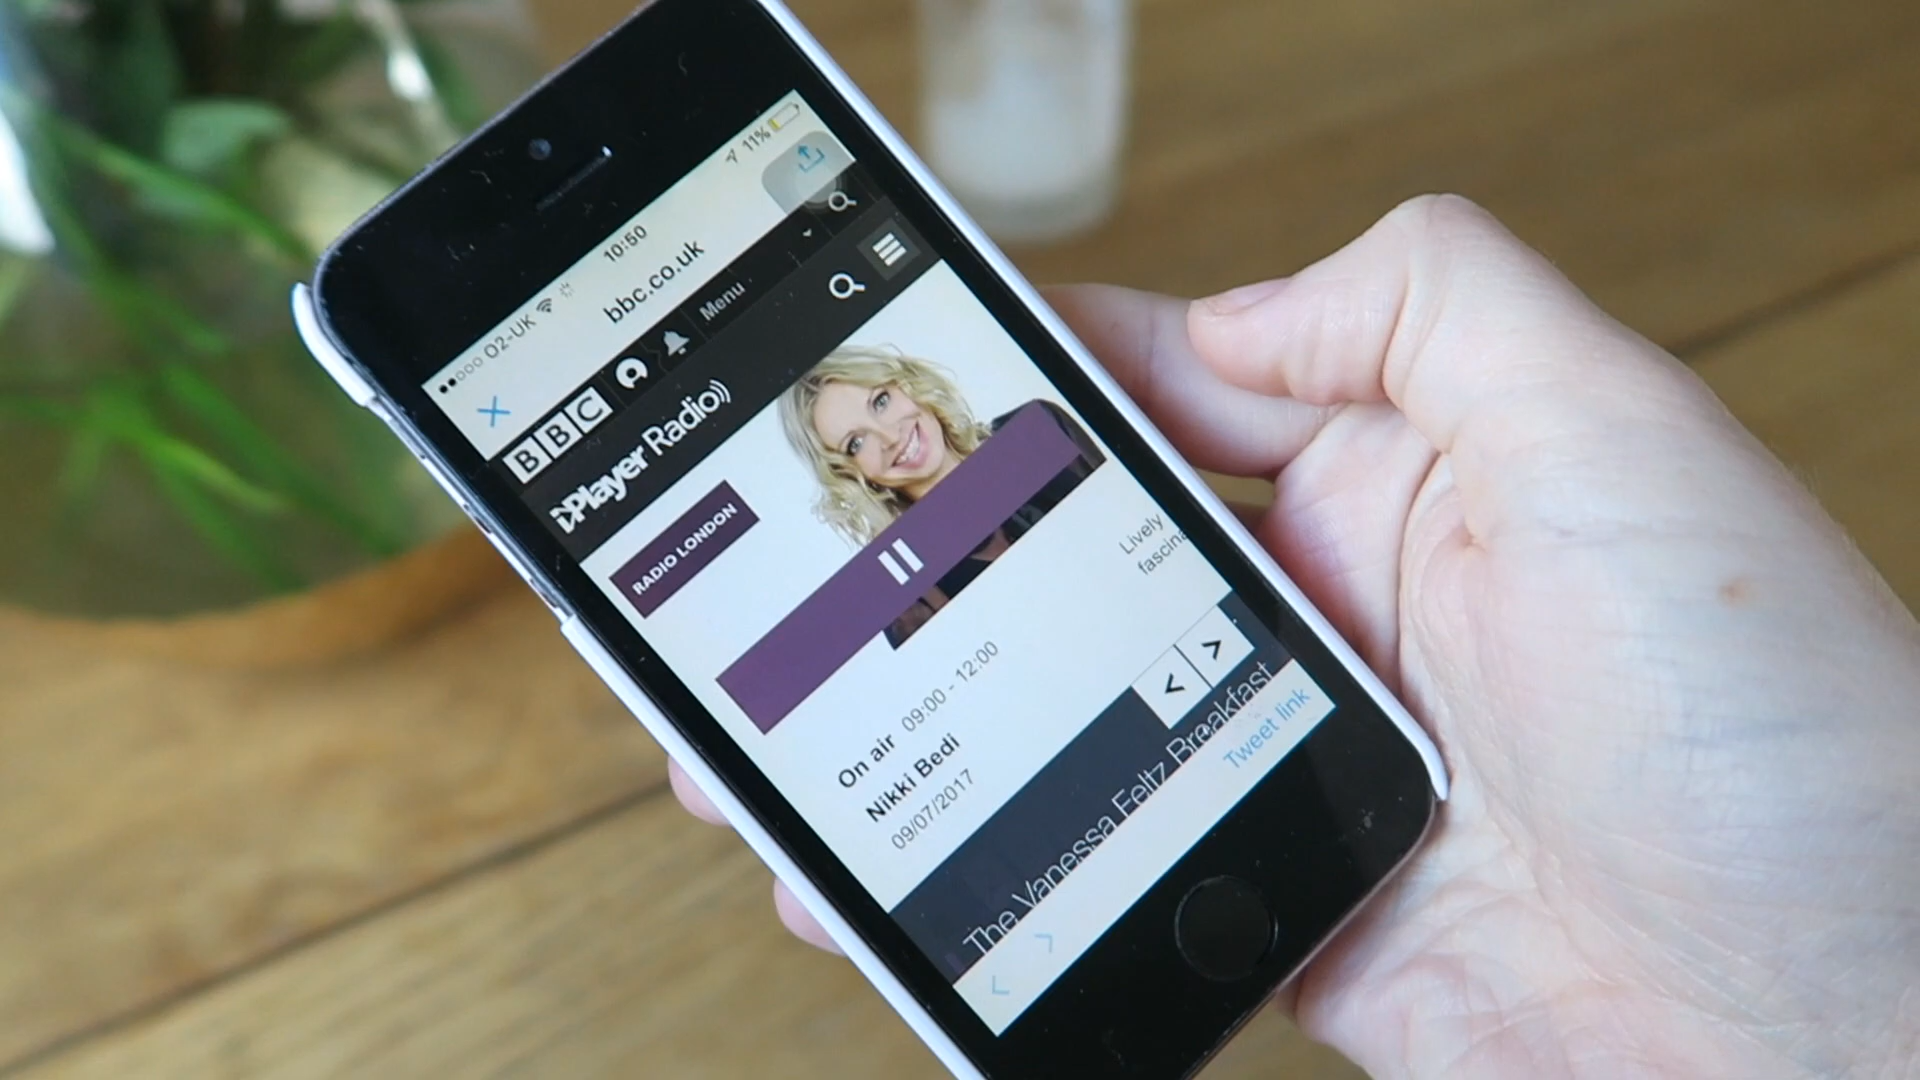 O2-UK 10:50 11%
bbc.co.uk
BBC Menu
iPlayer Radio
RADIO LONDON
On air 09:00 - 12:00
Nikki Bedi
09/07/2017
Lively
fascina
The Vanessa Feltz Breakfast
Tweet link